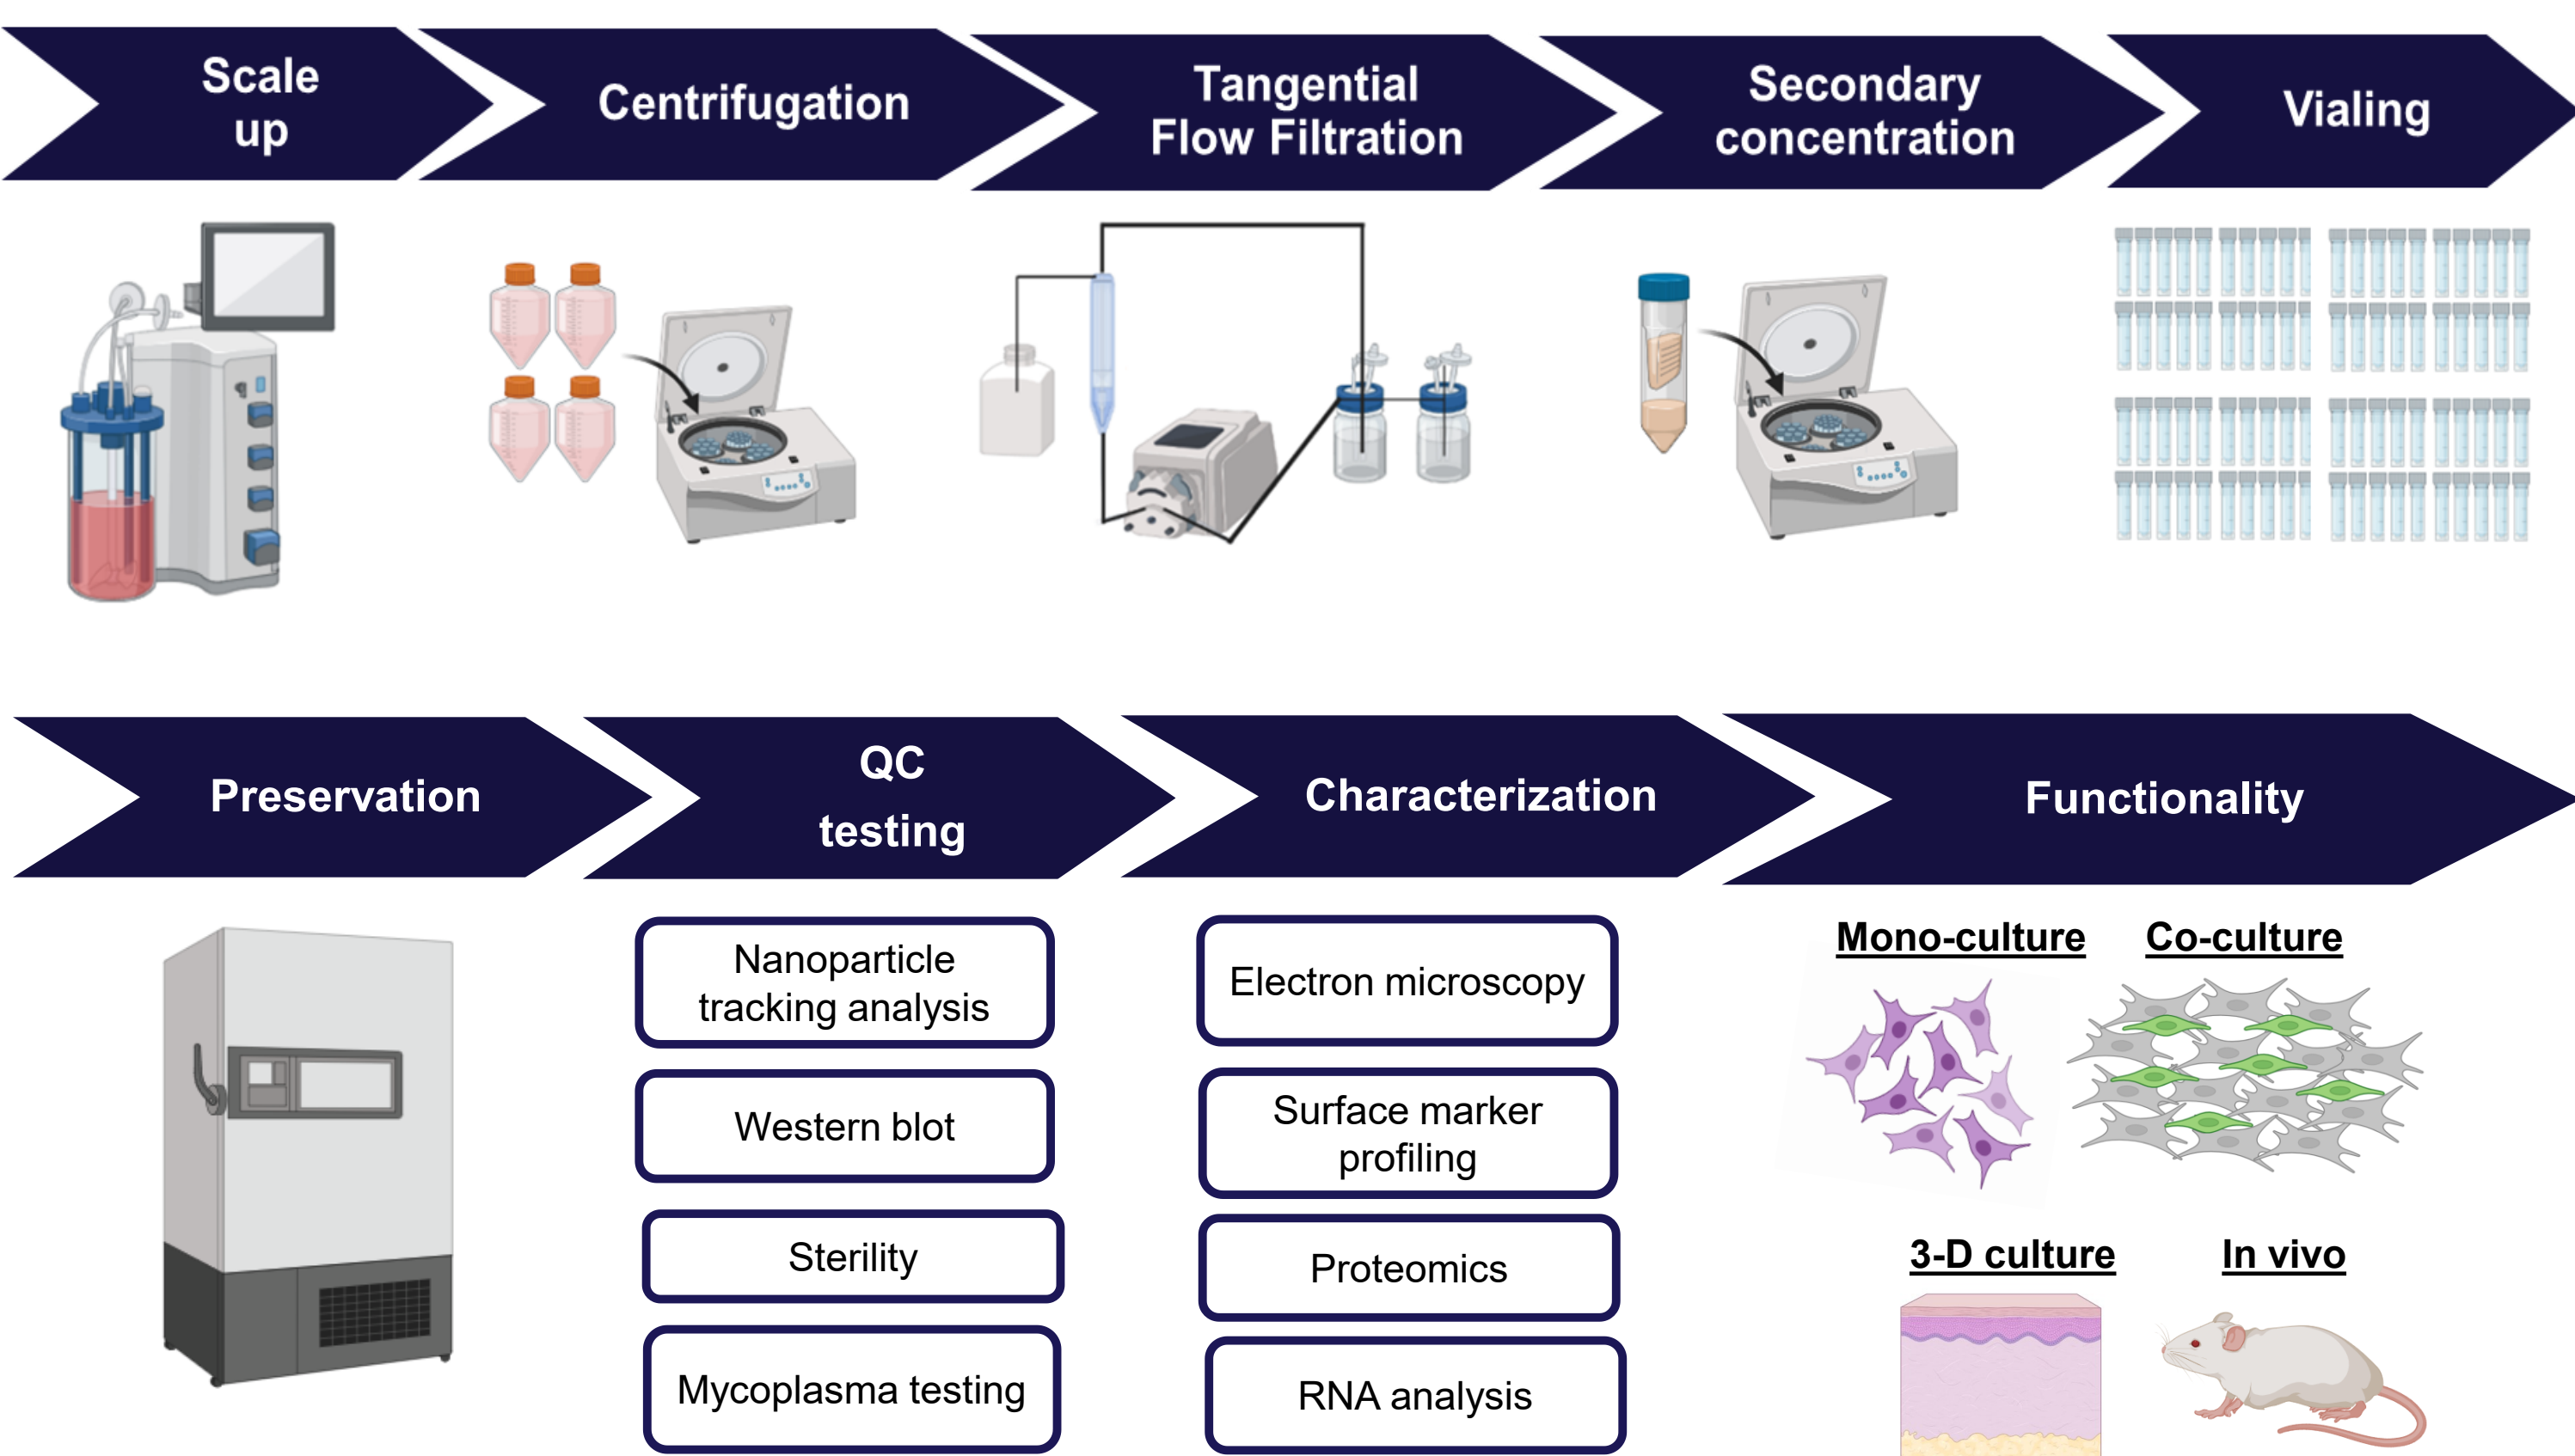 Scale
up
Centrifugation
Tangential
Flow Filtration
Secondary
concentration
Vialing
Preservation
QC
testing
Characterization
Functionality
Nanoparticle
tracking analysis
Western blot
Sterility
Mycoplasma testing
Electron microscopy
Surface marker
profiling
Proteomics
RNA analysis
Mono-culture
Co-culture
3-D culture
In vivo